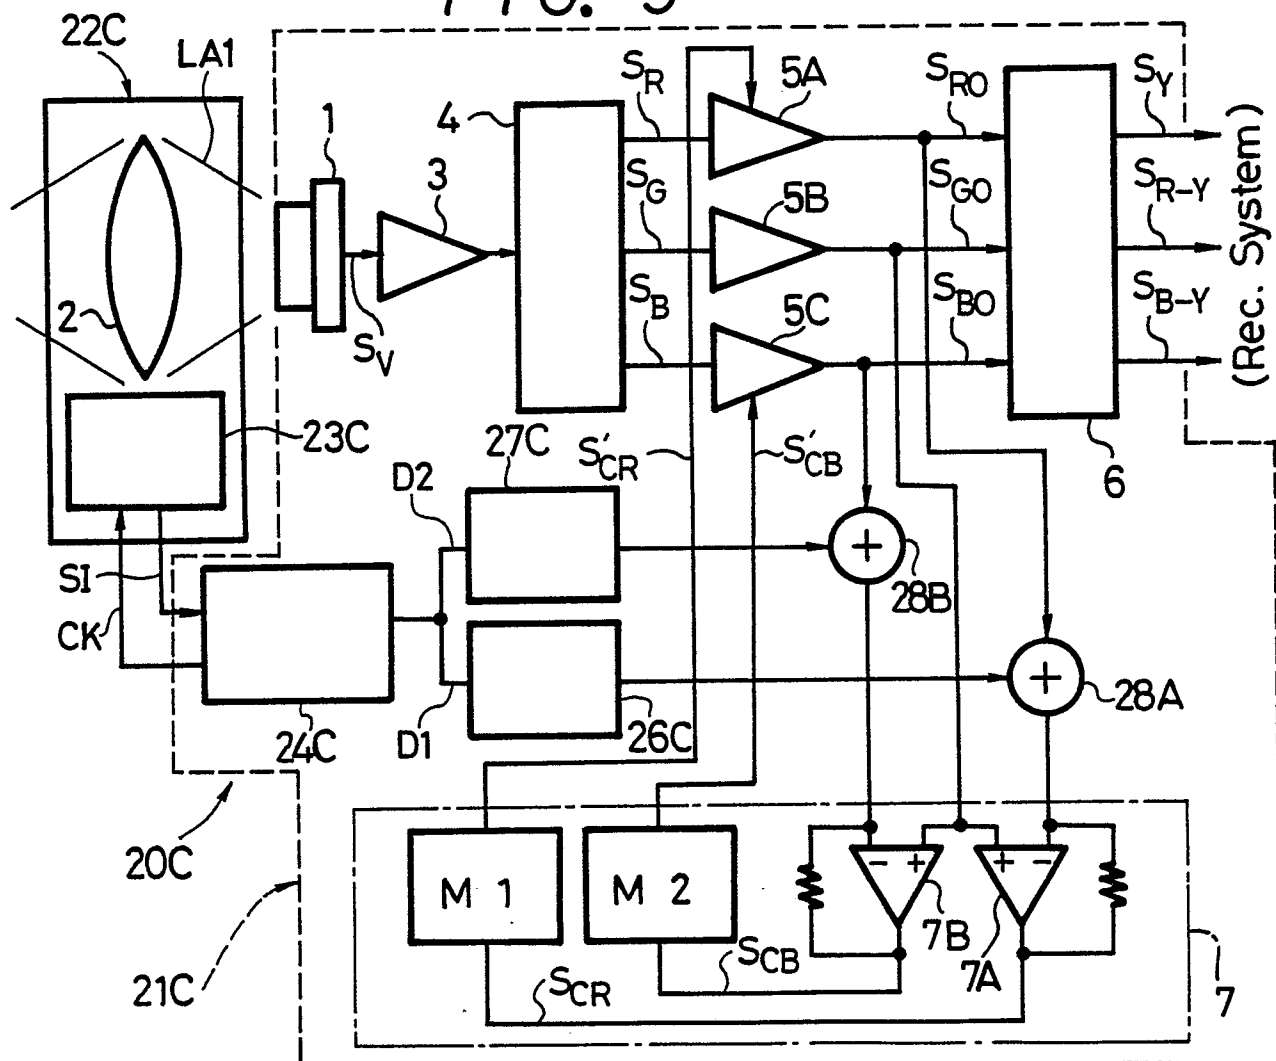 FIG. 5
22C
LA1
1
3
4
2
S_V
S_R
S_G
S_B
5A
5B
5C
S_RO
S_GO
S_BO
S_Y
S_R-Y
S_B-Y
(Rec. System)
6
23C
27C
S'_CR
S'_CB
D2
SI
CK
+
28B
+
28A
24C
D1
26C
20C
21C
M 1
M 2
- +
+ -
7B
7A
S_CB
S_CR
7